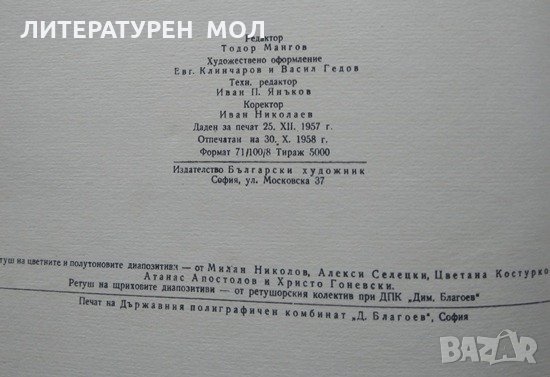 ЛИТЕРАТУРЕН МОЛ
Редактор
Тодор Мангов
Художествено оформление
Евг. Клинчаров и Васил Гедов
Техн. редактор
Иван П. Янъков
Коректор
Иван Николаев
Даден за печат 25. XII. 1957 г.
Отпечатан на 30. X. 1958 г.
Формат 71/100/8 Тираж 5000
Издателство Български художник
София, ул. Московска 37
етуш на цветните и полутоновите диапозитиви — от Милан Николов, Алекси Селецки, Цветана Костурко
Атанас Апостолов и Христо Гоневски.
Ретуш на щриховите диапозитиви — от ретушорския колектив при ДПК „Дим. Благоев“
Печат на Държавния полиграфичен комбинат „Д. Благоев“, София
bazar